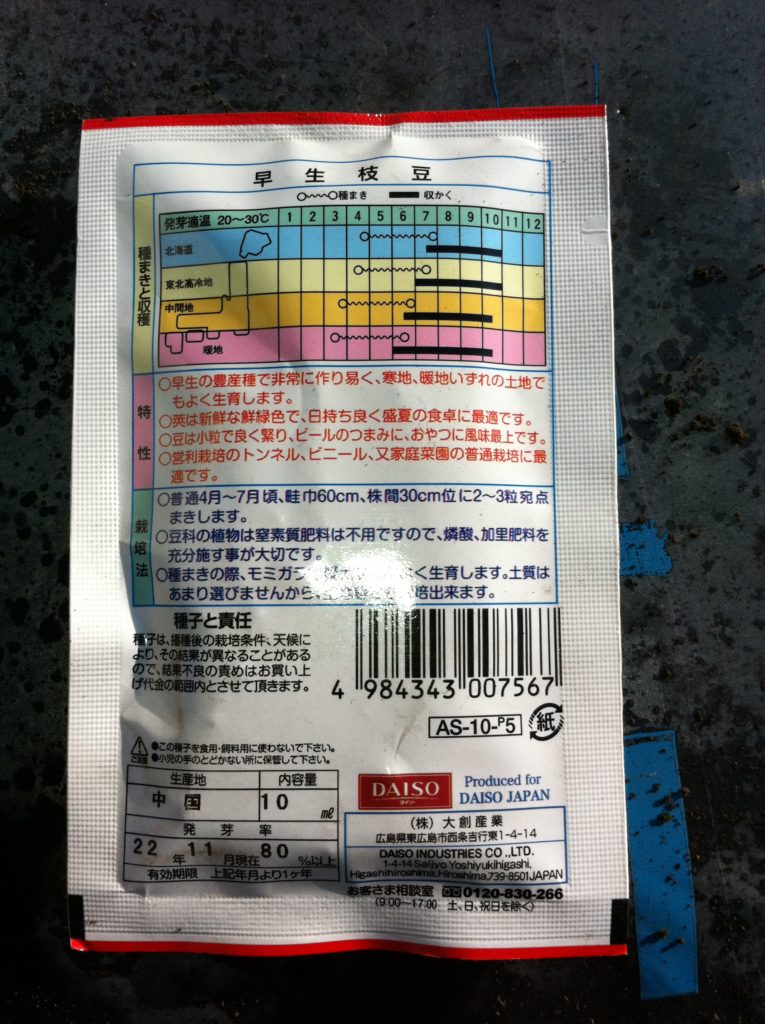 早生枝豆
種まき 収かく
種まきと収穫
発芽適温 20〜30℃ 1 2 3 4 5 6 7 8 9 10 11 12
北海道
東北高冷地
中間地
暖地
特性
○早生の豊産種で非常に作り易く、寒地、暖地いずれの土地で
もよく生育します。
○莢は新鮮な鮮緑色で、日持ち良く盛夏の食卓に最適です。
○豆は小粒で良く緊り、ビールのつまみに、おやつに風味最上です。
○営利栽培のトンネル、ビニール、又家庭菜園の普通栽培に最
適です。
栽培法
○普通4月〜7月頃、畦巾60cm、株間30cm位に2〜3粒宛点
まきします。
○豆科の植物は窒素質肥料は不用ですので、燐酸、加里肥料を
充分施す事が大切です。
○種まきの際、モミガラ く生育します。土質は
あまり選びませんから、 培出来ます。
種子と責任
種子は、播種後の栽培条件、天候に
より、その結果が異なることがある
ので、結果不良の責めはお買い上
げ代金の範囲内とさせて頂きます。
4 984343 007567
AS-10-P5
紙
ご注意
●この種子を食用・飼料用に使わないで下さい。
●小児の手のとどかない所に保管して下さい。
生産地 内容量
中国 10 ㎖
発芽率
22年11月現在 80%以上
有効期限 上記年月より1ヶ年
DAISO
ダイソー
Produced for
DAISO JAPAN
(株)大創産業
広島県東広島市西条吉行東1-4-14
DAISO INDUSTRIES CO.,LTD.
1-4-14 Saijyo Yoshiyukihigashi,
Higashihiroshima,Hiroshima,739-8501JAPAN
お客さま相談室 0120-830-266
(9:00〜17:00 土、日、祝日を除く)